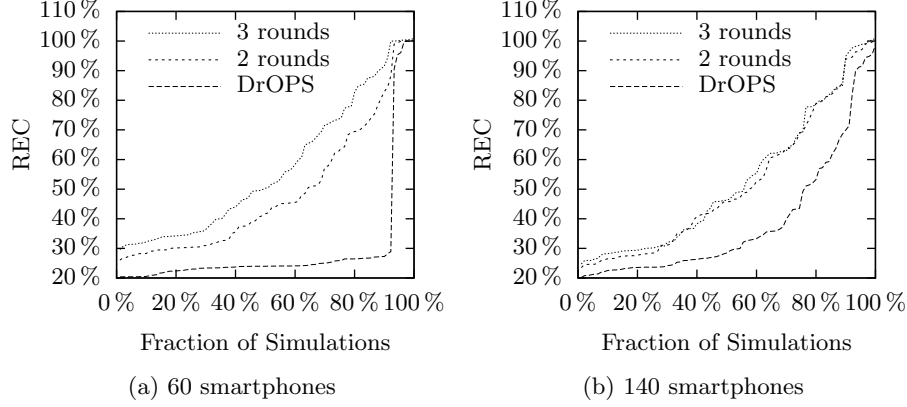 110 %
100 %
90 %
80 %
70 %
60 %
50 %
40 %
30 %
20 %
REC
3 rounds
2 rounds
DrOPS
0 % 20 % 40 % 60 % 80 % 100 %
Fraction of Simulations
(a) 60 smartphones
110 %
100 %
90 %
80 %
70 %
60 %
50 %
40 %
30 %
20 %
REC
3 rounds
2 rounds
DrOPS
0 % 20 % 40 % 60 % 80 % 100 %
Fraction of Simulations
(b) 140 smartphones